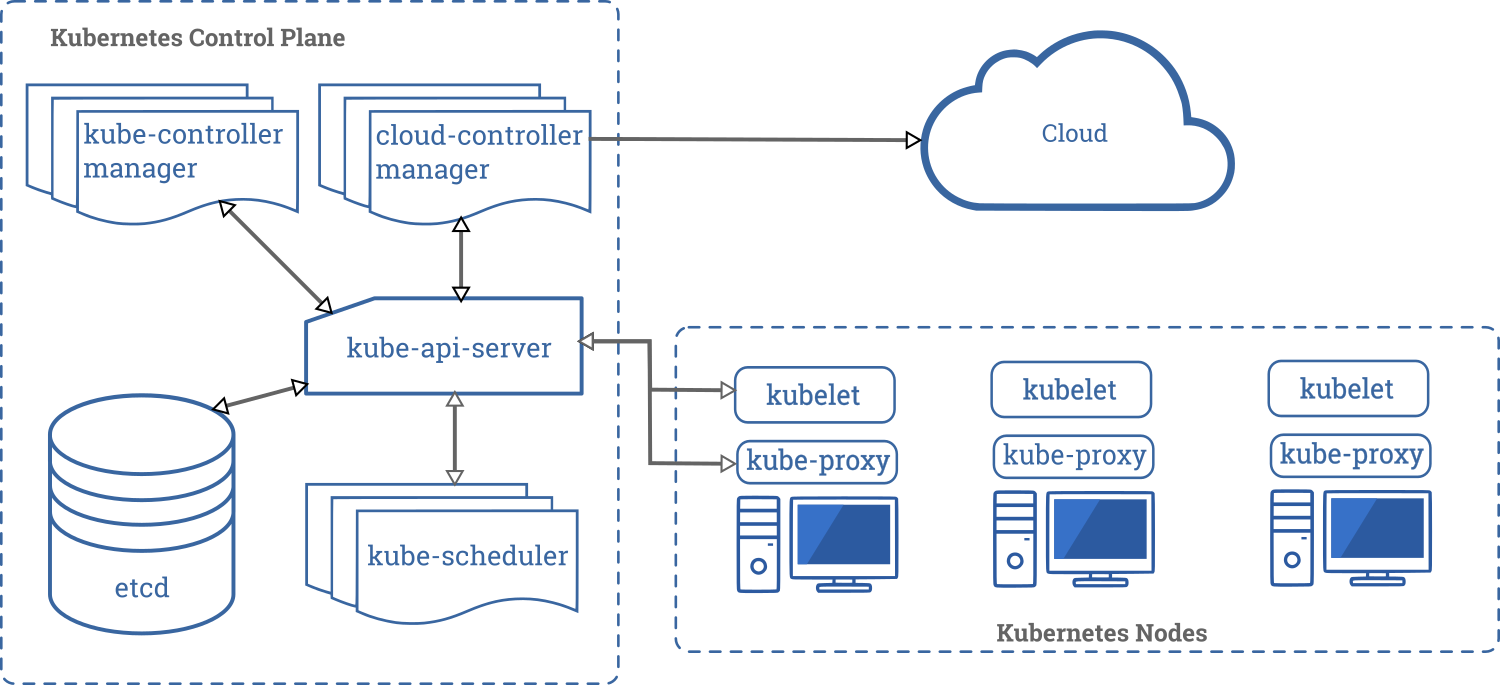 Kubernetes Control Plane
kube-controller
manager
cloud-controller
manager
Cloud
kube-api-server
etcd
kube-scheduler
kubelet
kube-proxy
kubelet
kube-proxy
kubelet
kube-proxy
Kubernetes Nodes